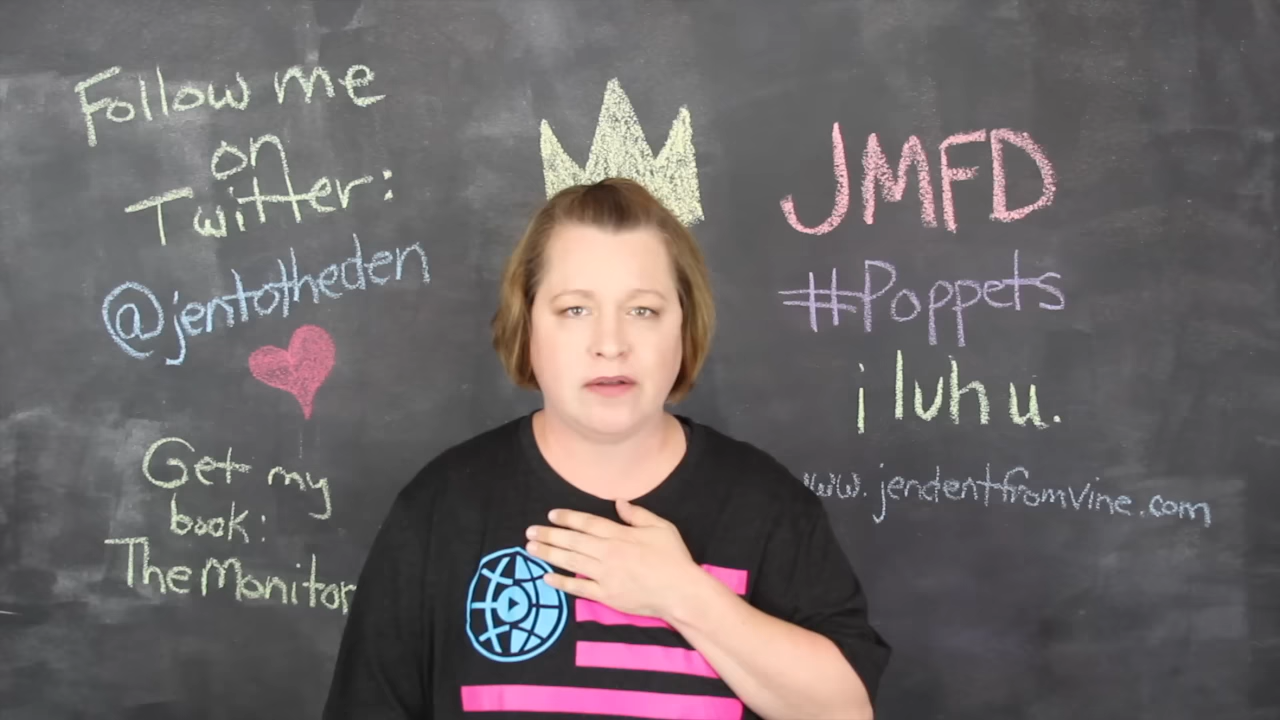 Follow me
on
Twitter:
@jentotheden
Get my
book:
The Monitor
JMFD
#Poppets
i luh u.
www.jendentfromvine.com